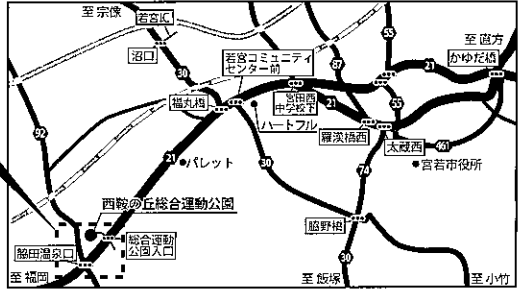 至 宗像
若宮IC
沼口
30
福丸橋
若宮コミュニティ
センター前
55
87
至 直方
かゆだ橋
21
宮田西
中学校下
21
55
ハートフル
羅漢橋西
太蔵西
461
宮若市役所
92
21
パレット
30
74
西鞍の丘総合運動公園
総合運動
公園入口
脇田温泉口
至 福岡
脇野橋
30
至 飯塚
至 小竹